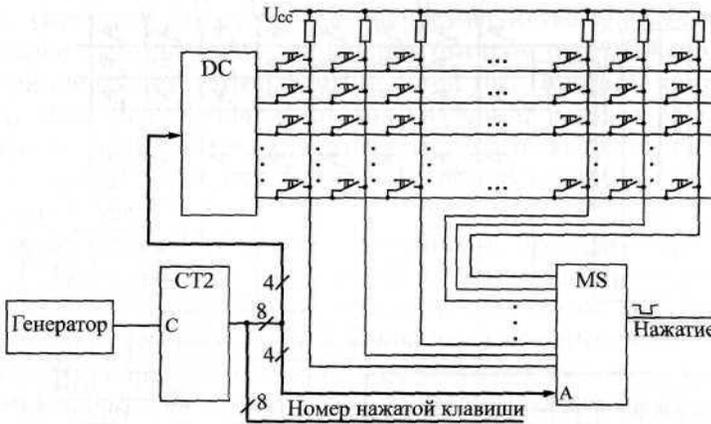 Ucc
DC
...
...
...
...
4
CT2
MS
8
Генератор
C
Нажатие
4
A
8
Номер нажатой клавиши